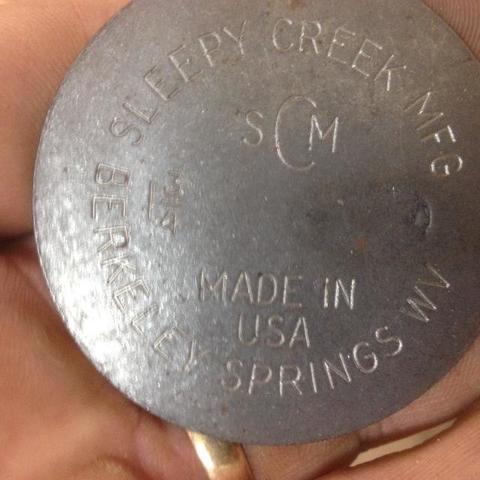 SLEEPY CREEK MFG
SCM
MADE IN
USA
BERKELEY SPRINGS WV